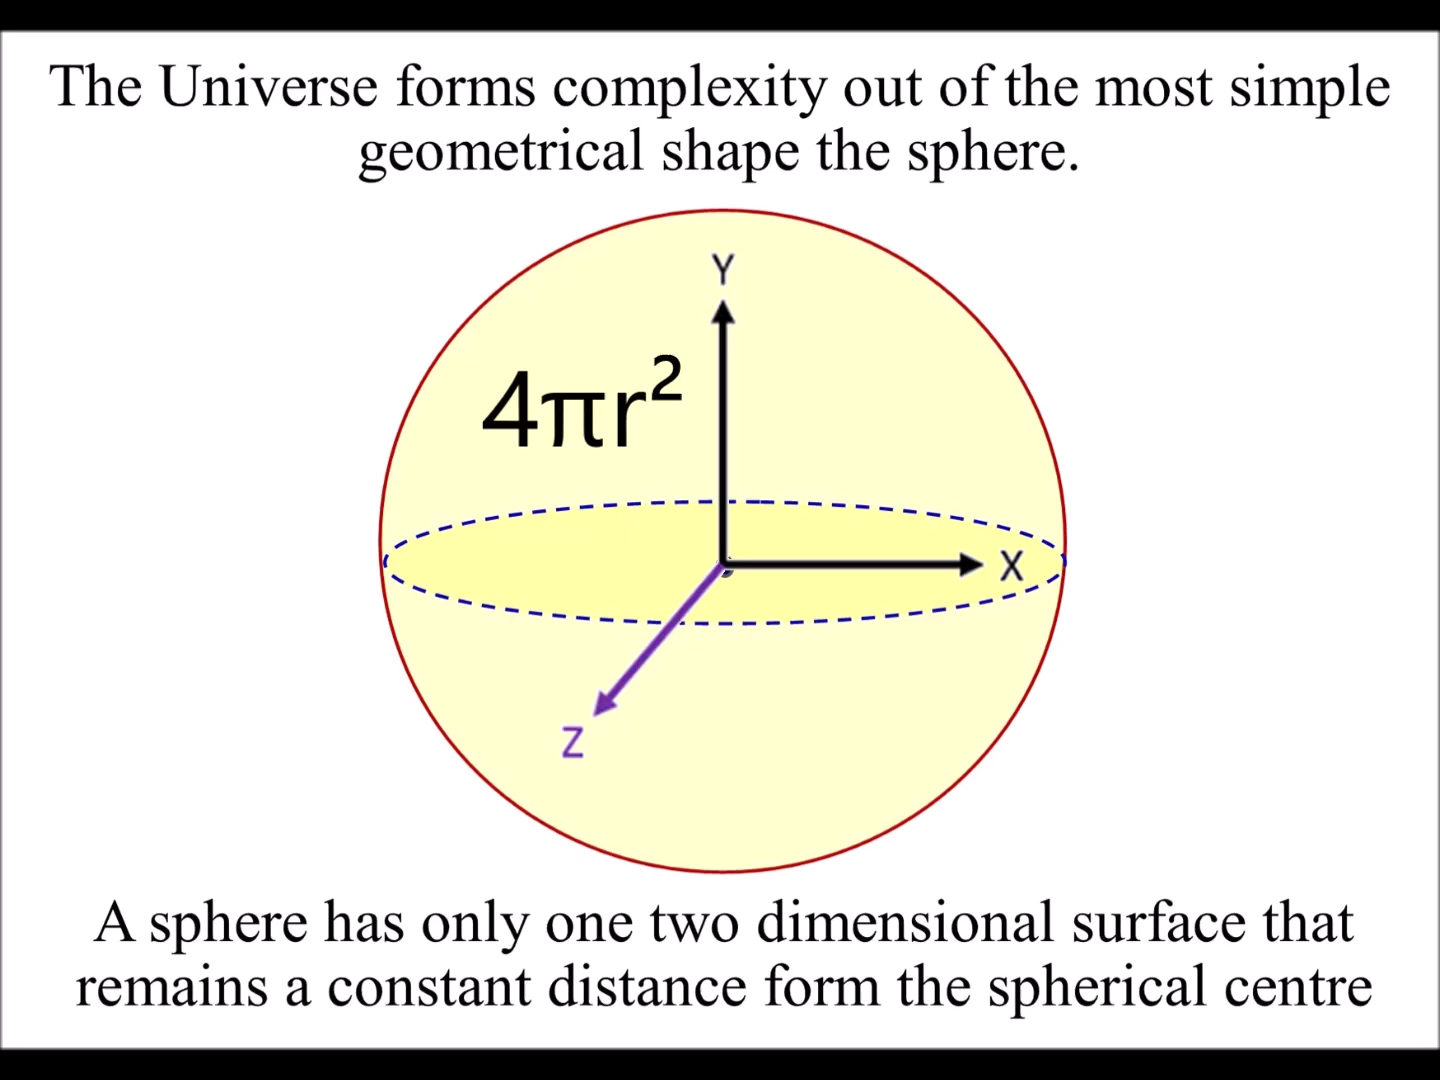 The Universe forms complexity out of the most simple
geometrical shape the sphere.
Y
4πr²
X
Z
A sphere has only one two dimensional surface that
remains a constant distance form the spherical centre